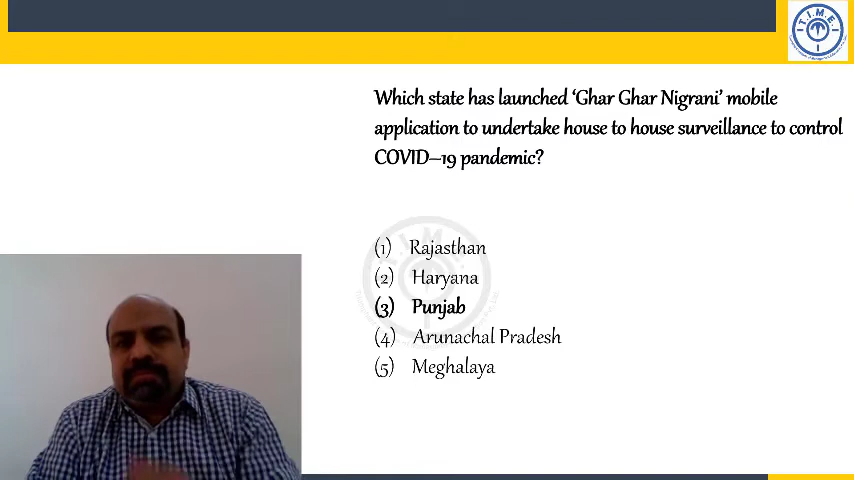 T.I.M.E.
Which state has launched ‘Ghar Ghar Nigrani’ mobile
application to undertake house to house surveillance to control
COVID–19 pandemic?
(1) Rajasthan
(2) Haryana
(3) Punjab
(4) Arunachal Pradesh
(5) Meghalaya